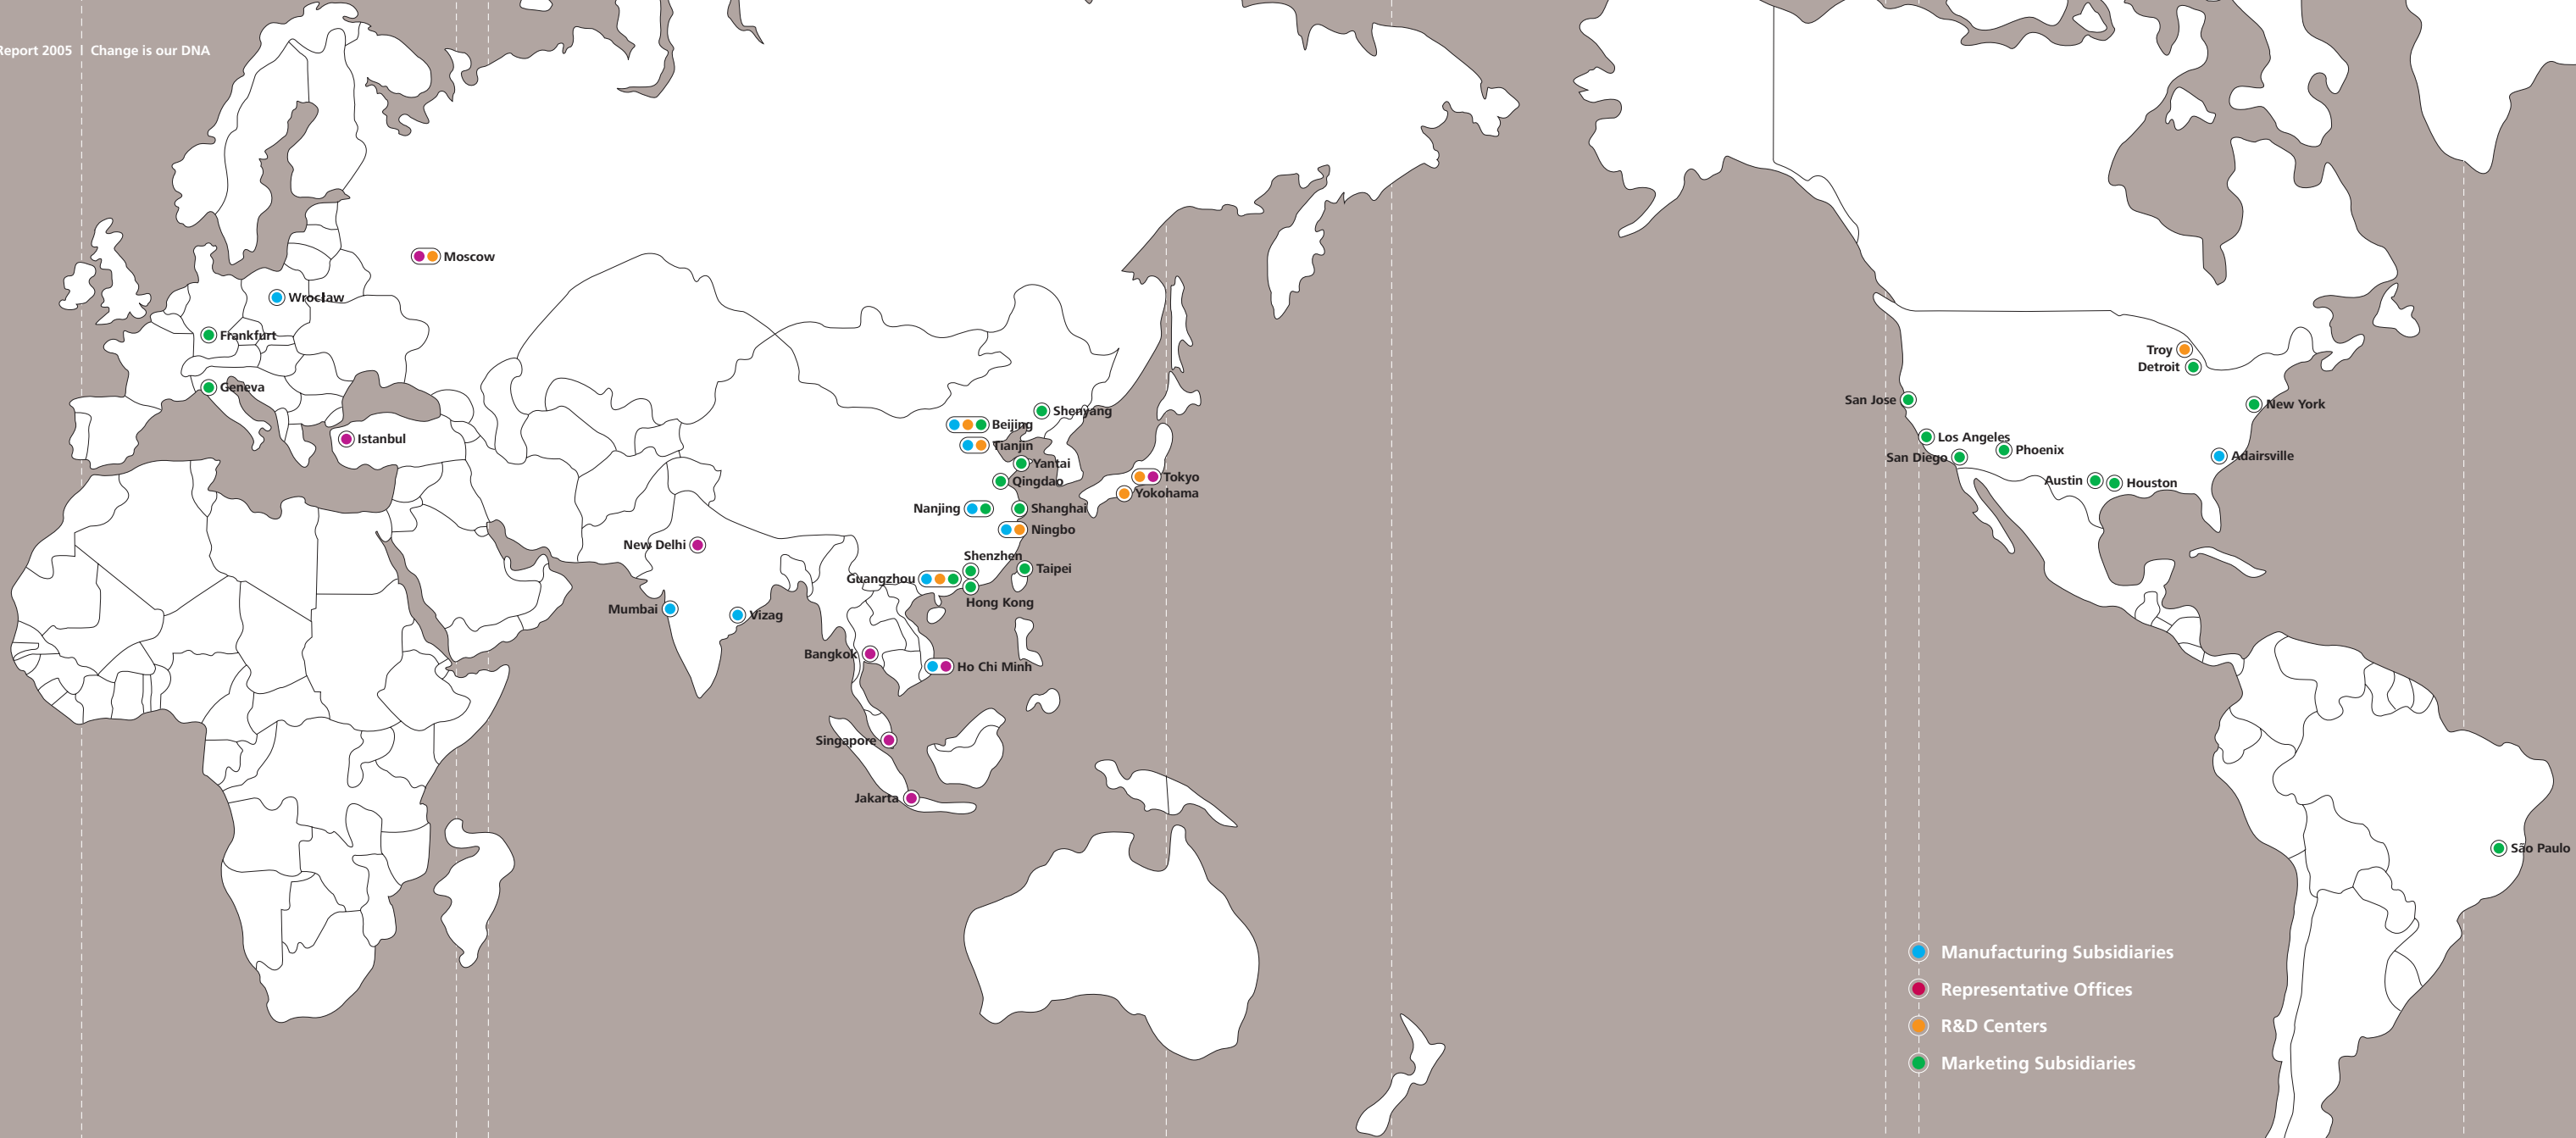 Report 2005 | Change is our DNA
Moscow
Wroclaw
Frankfurt
Geneva
Istanbul
Shenyang
Beijing
Tianjin
Yantai
Qingdao
Tokyo
Yokohama
Nanjing
Shanghai
Ningbo
New Delhi
Shenzhen
Taipei
Guangzhou
Hong Kong
Mumbai
Vizag
Bangkok
Ho Chi Minh
Singapore
Jakarta
Troy
Detroit
San Jose
New York
Los Angeles
Phoenix
San Diego
Adairsville
Austin
Houston
São Paulo
Manufacturing Subsidiaries
Representative Offices
R&D Centers
Marketing Subsidiaries